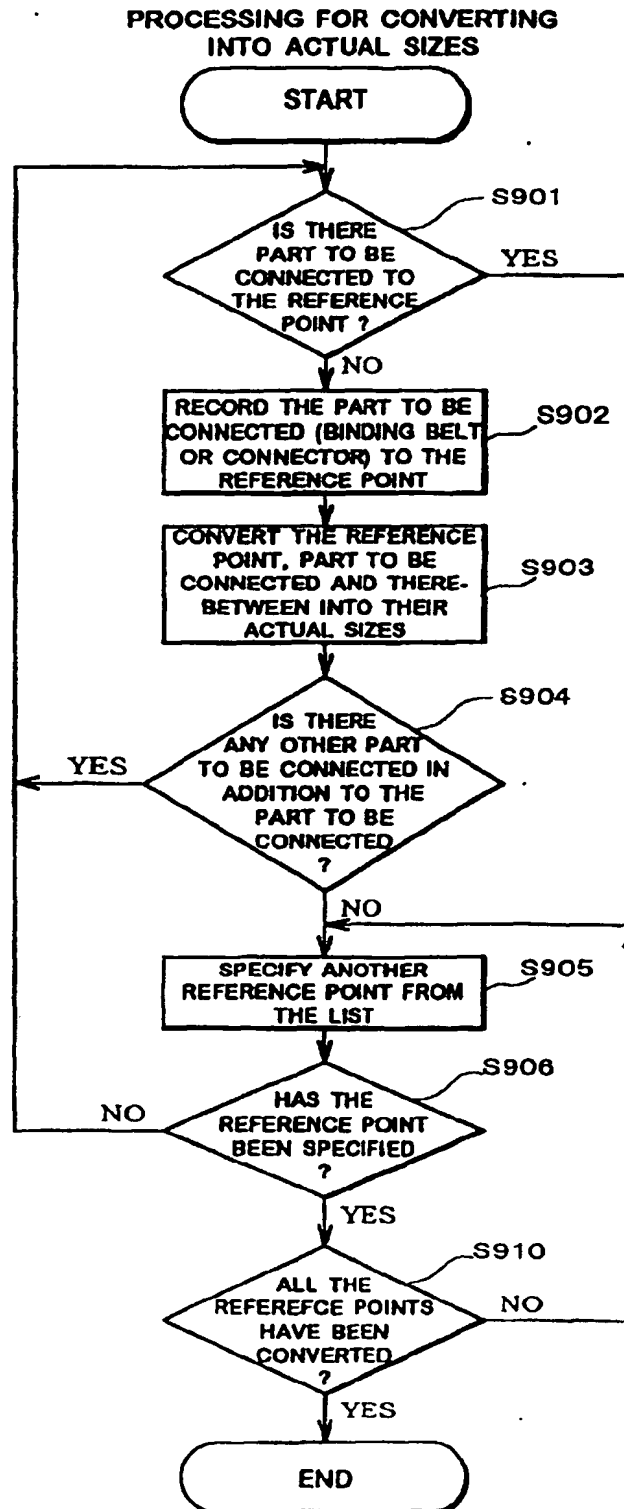 PROCESSING FOR CONVERTING
INTO ACTUAL SIZES
START
S901
IS THERE
PART TO BE
CONNECTED TO
THE REFERENCE
POINT ?
YES
NO
RECORD THE PART TO BE
CONNECTED (BINDING BELT
OR CONNECTOR) TO THE
REFERENCE POINT
S902
CONVERT THE REFERENCE
POINT, PART TO BE
CONNECTED AND THERE-
BETWEEN INTO THEIR
ACTUAL SIZES
S903
S904
IS THERE
ANY OTHER PART
TO BE CONNECTED IN
ADDITION TO THE
PART TO BE
CONNECTED
?
YES
NO
SPECIFY ANOTHER
REFERENCE POINT FROM
THE LIST
S905
S906
HAS THE
REFERENCE POINT
BEEN SPECIFIED
?
NO
YES
S910
ALL THE
REFEREFCE POINTS
HAVE BEEN
CONVERTED
?
NO
YES
END